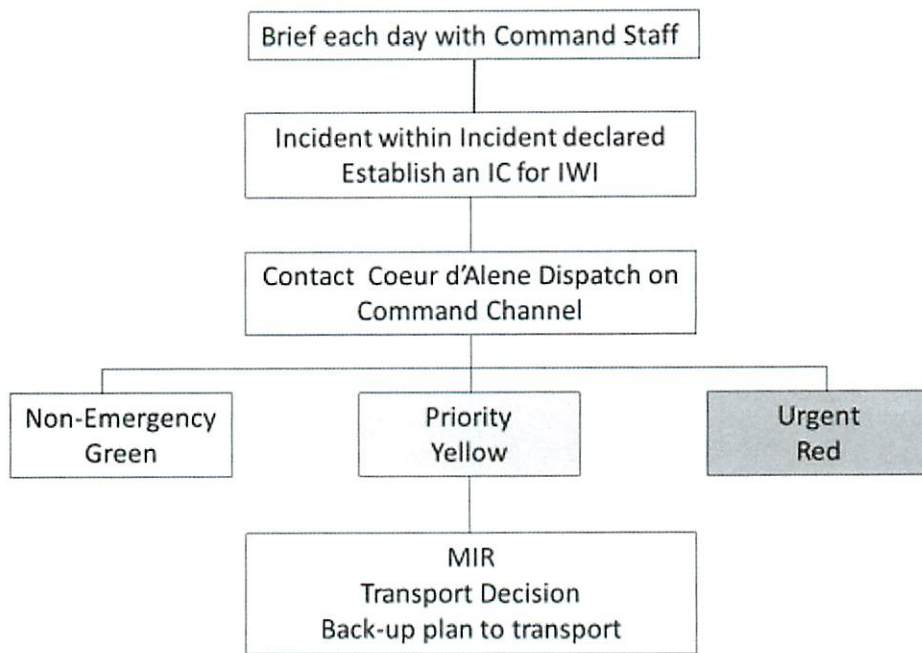 Brief each day with Command Staff
Incident within Incident declared
Establish an IC for IWI
Contact Coeur d'Alene Dispatch on
Command Channel
Non-Emergency
Green
Priority
Yellow
Urgent
Red
MIR
Transport Decision
Back-up plan to transport